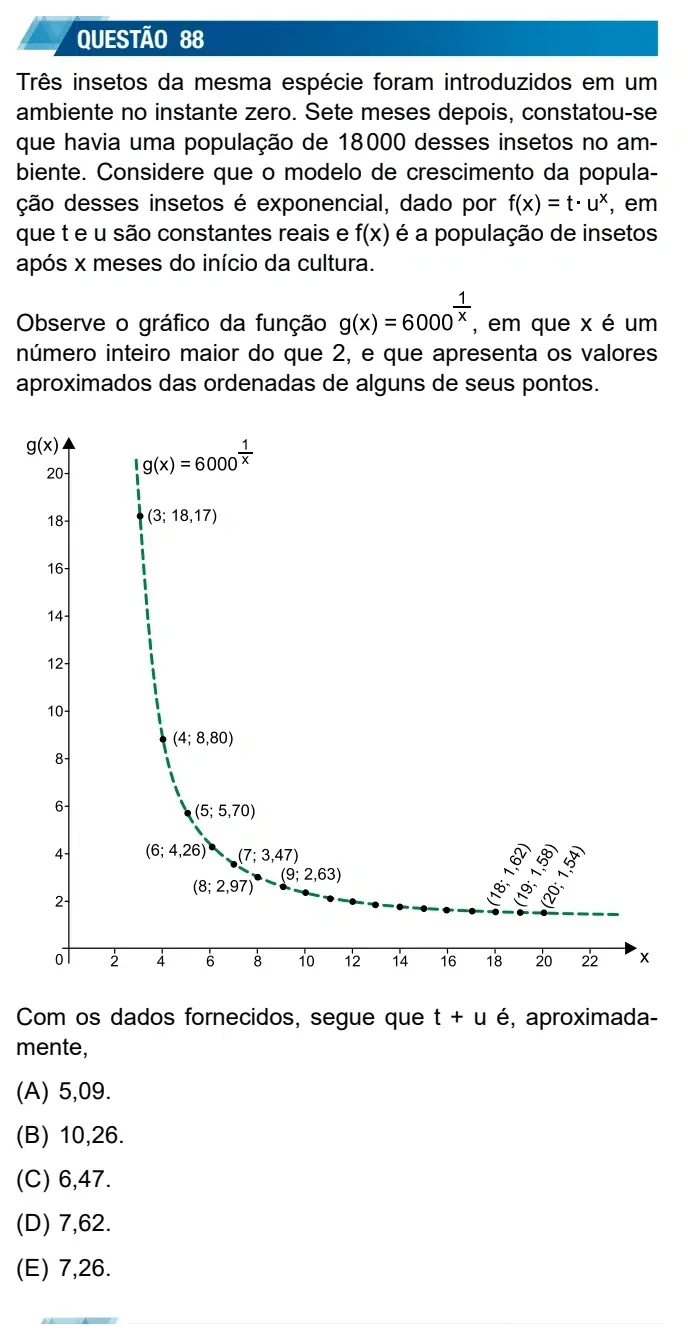 QUESTÃO 88
Três insetos da mesma espécie foram introduzidos em um
ambiente no instante zero. Sete meses depois, constatou-se
que havia uma população de 18 000 desses insetos no am-
biente. Considere que o modelo de crescimento da popula-
ção desses insetos é exponencial, dado por f(x) = t · u^x, em
que t e u são constantes reais e f(x) é a população de insetos
após x meses do início da cultura.
Observe o gráfico da função g(x) = 6 000^(1/x), em que x é um
número inteiro maior do que 2, e que apresenta os valores
aproximados das ordenadas de alguns de seus pontos.
g(x)
g(x) = 6 000^(1/x)
20
18
(3; 18,17)
16
14
12
10
(4; 8,80)
8
6
(5; 5,70)
4
(6; 4,26)
(7; 3,47)
(8; 2,97)
(9; 2,63)
(18; 1,62)
(19; 1,58)
(20; 1,54)
2
0 2 4 6 8 10 12 14 16 18 20 22 x
Com os dados fornecidos, segue que t + u é, aproximada-
mente,
(A) 5,09.
(B) 10,26.
(C) 6,47.
(D) 7,62.
(E) 7,26.